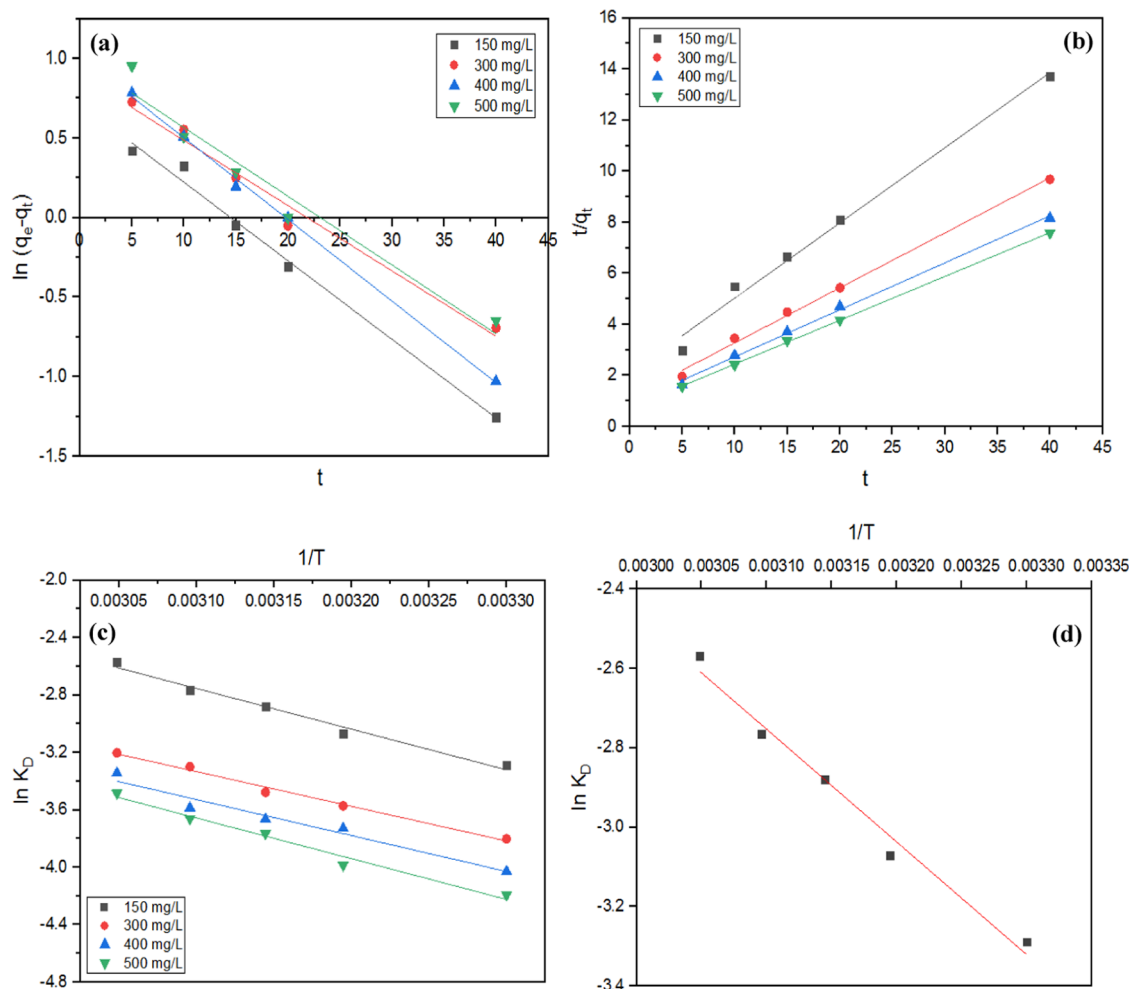 (a)
150 mg/L
300 mg/L
400 mg/L
500 mg/L
1.0
0.5
0.0
-0.5
-1.0
-1.5
0 5 10 15 20 25 30 35 40 45
ln (qe-qt)
t
(b)
150 mg/L
300 mg/L
400 mg/L
500 mg/L
16
14
12
10
8
6
4
2
0
0 5 10 15 20 25 30 35 40 45
t/qt
t
1/T
0.00305 0.00310 0.00315 0.00320 0.00330
(c)
-2.0
-2.4
-2.8
-3.2
-3.6
-4.0
-4.4
-4.8
ln KD
150 mg/L
300 mg/L
400 mg/L
500 mg/L
1/T
0.00300 0.00305 0.00310 0.00315 0.00320 0.00325 0.00330 0.00335
(d)
-2.4
-2.6
-2.8
-3.0
-3.2
-3.4
ln KD